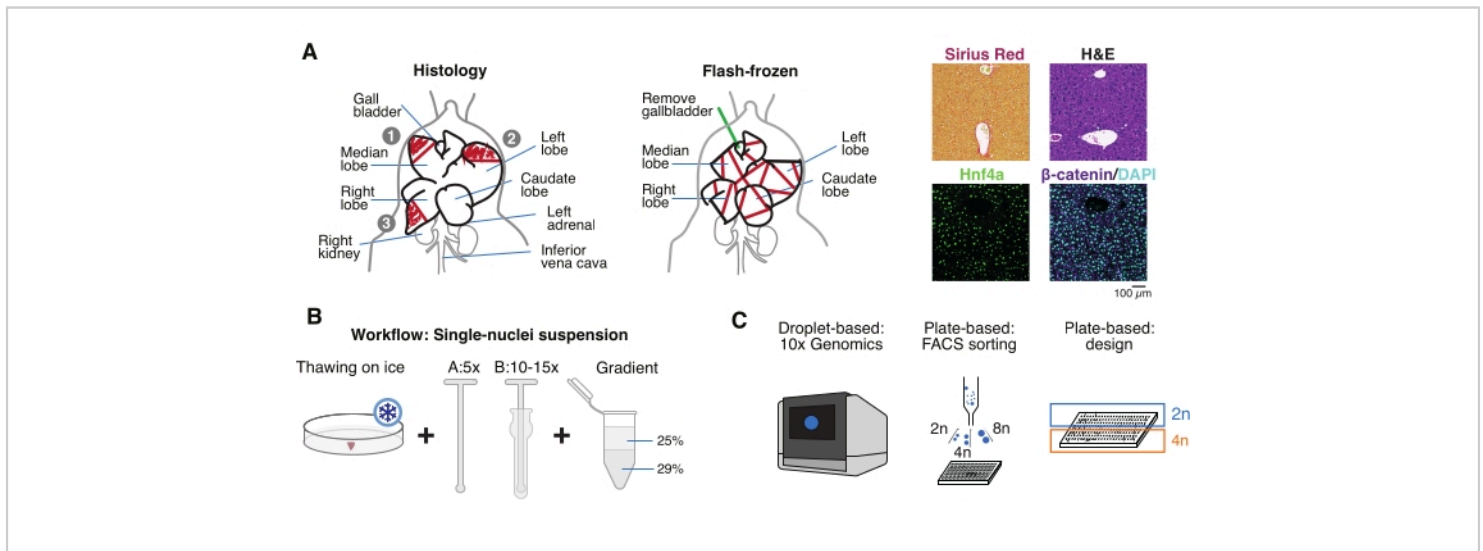 A
Histology
Gall
bladder
1
2
Median
lobe
Left
lobe
Right
lobe
Caudate
lobe
3
Left
adrenal
Right
kidney
Inferior
vena cava
Flash-frozen
Remove
gallbladder
Median
lobe
Left
lobe
Right
lobe
Caudate
lobe
Sirius Red
H&E
Hnf4a
β-catenin/DAPI
100 µm
B
Workflow: Single-nuclei suspension
Thawing on ice
A:5x
B:10-15x
Gradient
+
+
25%
29%
C
Droplet-based:
10x Genomics
Plate-based:
FACS sorting
2n
8n
4n
Plate-based:
design
2n
4n